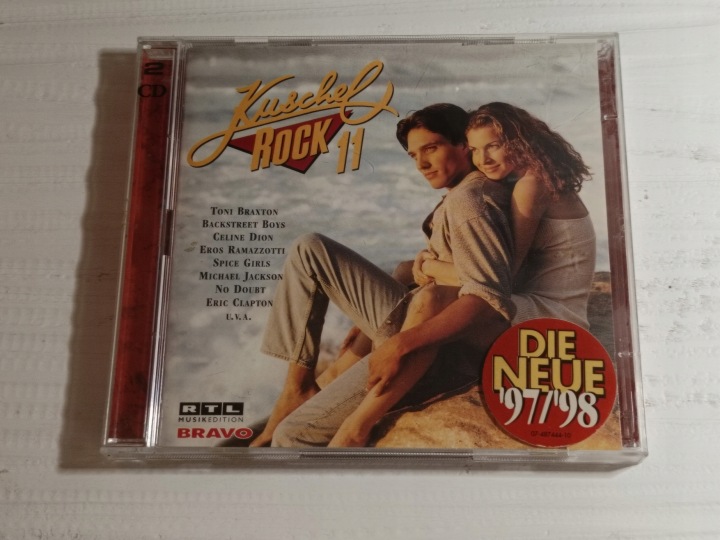 2
CD
Kuschel
ROCK 11
TONI BRAXTON
BACKSTREET BOYS
CELINE DION
EROS RAMAZZOTTI
SPICE GIRLS
MICHAEL JACKSON
NO DOUBT
ERIC CLAPTON
U.V.A.
RTL
MUSIKEDITION
BRAVO
DIE
NEUE
'97/'98